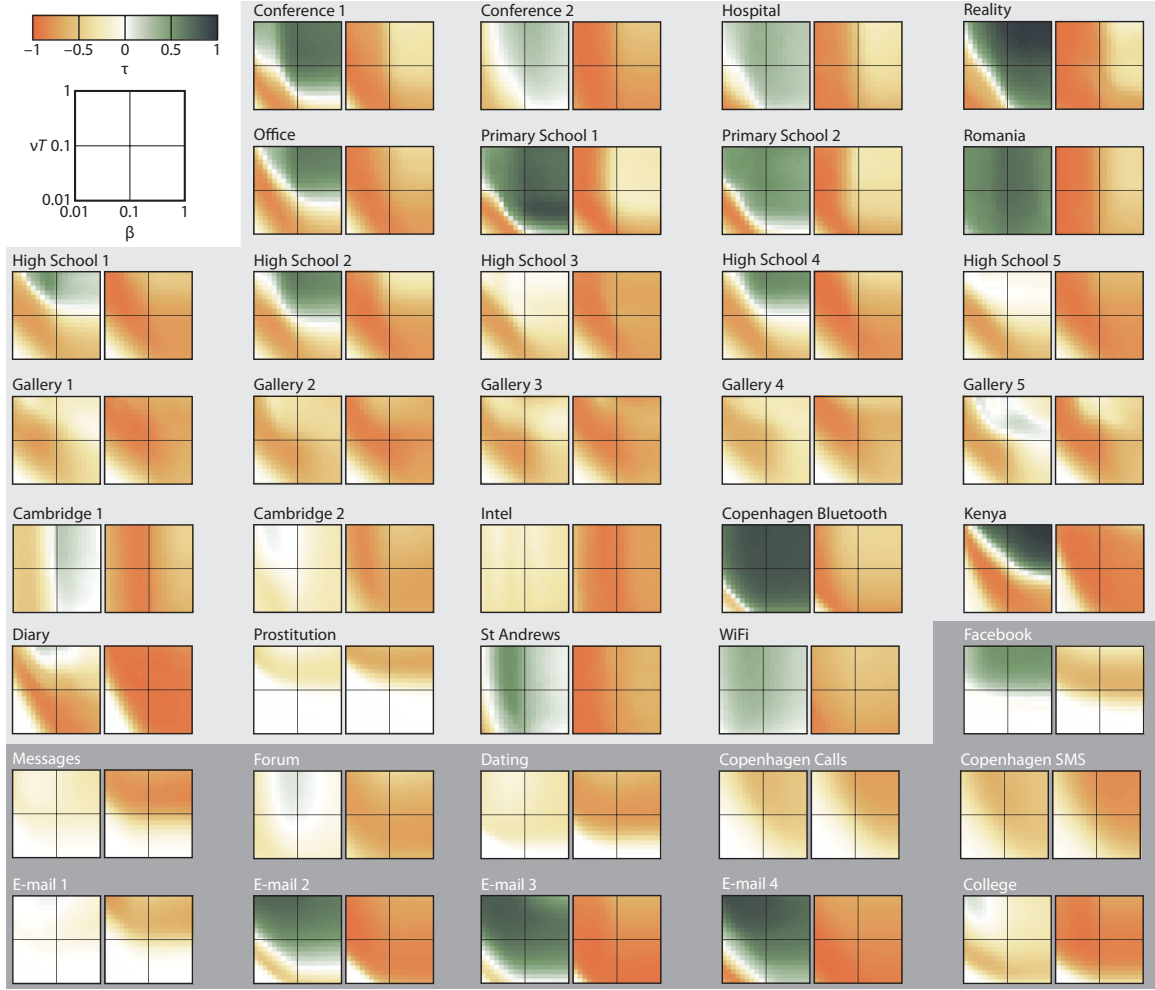 Conference 1 Conference 2 Hospital Reality
−1 −0.5 0 0.5 1
τ
1
νT 0.1
0.01
0.01 0.1 1
β
Office Primary School 1 Primary School 2 Romania
High School 1 High School 2 High School 3 High School 4 High School 5
Gallery 1 Gallery 2 Gallery 3 Gallery 4 Gallery 5
Cambridge 1 Cambridge 2 Intel Copenhagen Bluetooth Kenya
Diary Prostitution St Andrews WiFi Facebook
Messages Forum Dating Copenhagen Calls Copenhagen SMS
E-mail 1 E-mail 2 E-mail 3 E-mail 4 College